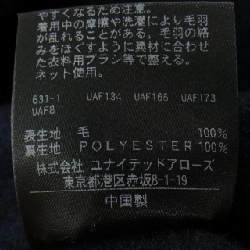 やすくなるため注意。
着用中の摩擦や洗濯により毛羽
が乱れることがある。毛羽の絡
みをほぐすように異材に合わせ
た衣料用ブラシ等で整える。
ネット使用。
631-1 UAF134 UAF166 UAF173
UAF8
表生地 毛 100%
裏生地 POLYESTER 100%
株式会社 ユナイテッドアローズ
東京都港区赤坂8-1-19
中国製